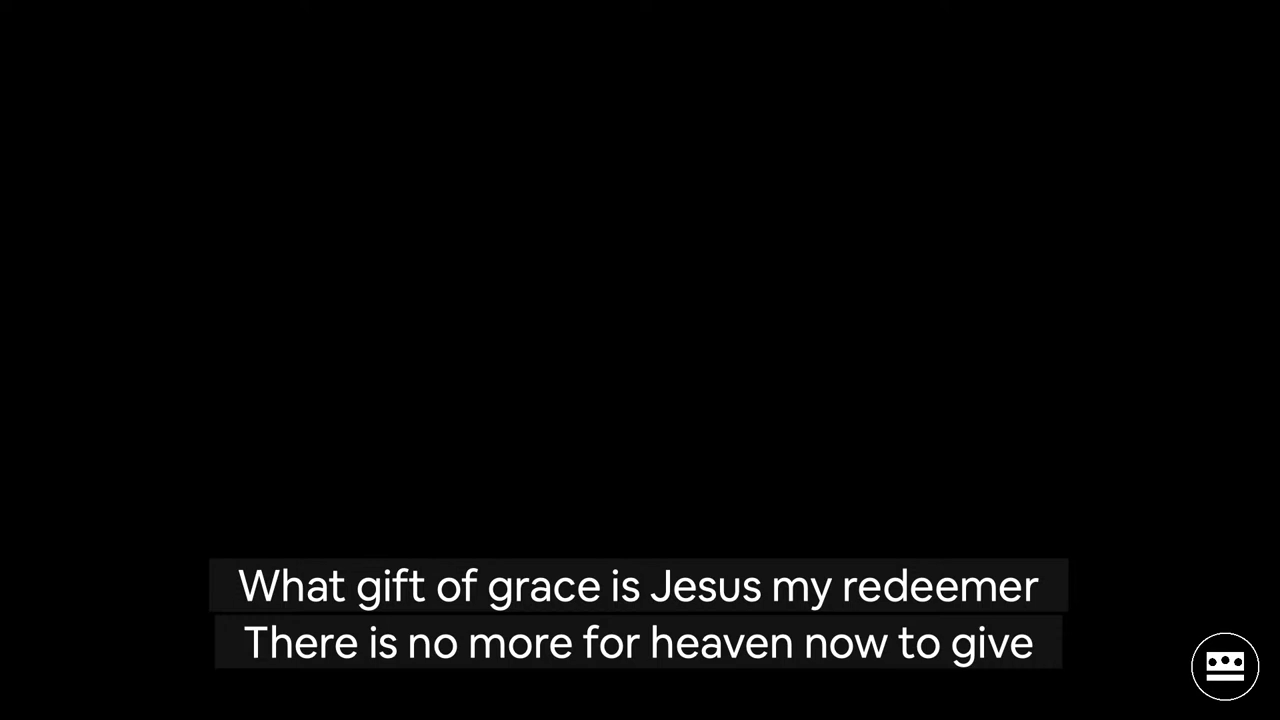 What gift of grace is Jesus my redeemer
There is no more for heaven now to give